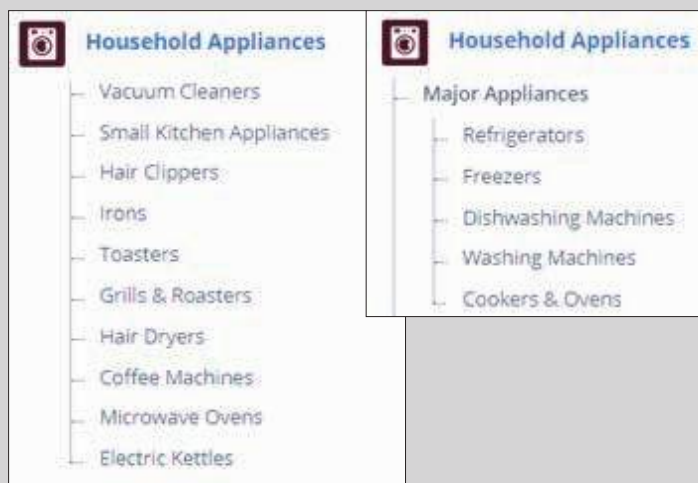 Household Appliances
Vacuum Cleaners
Small Kitchen Appliances
Hair Clippers
Irons
Toasters
Grills & Roasters
Hair Dryers
Coffee Machines
Microwave Ovens
Electric Kettles
Household Appliances
Major Appliances
Refrigerators
Freezers
Dishwashing Machines
Washing Machines
Cookers & Ovens